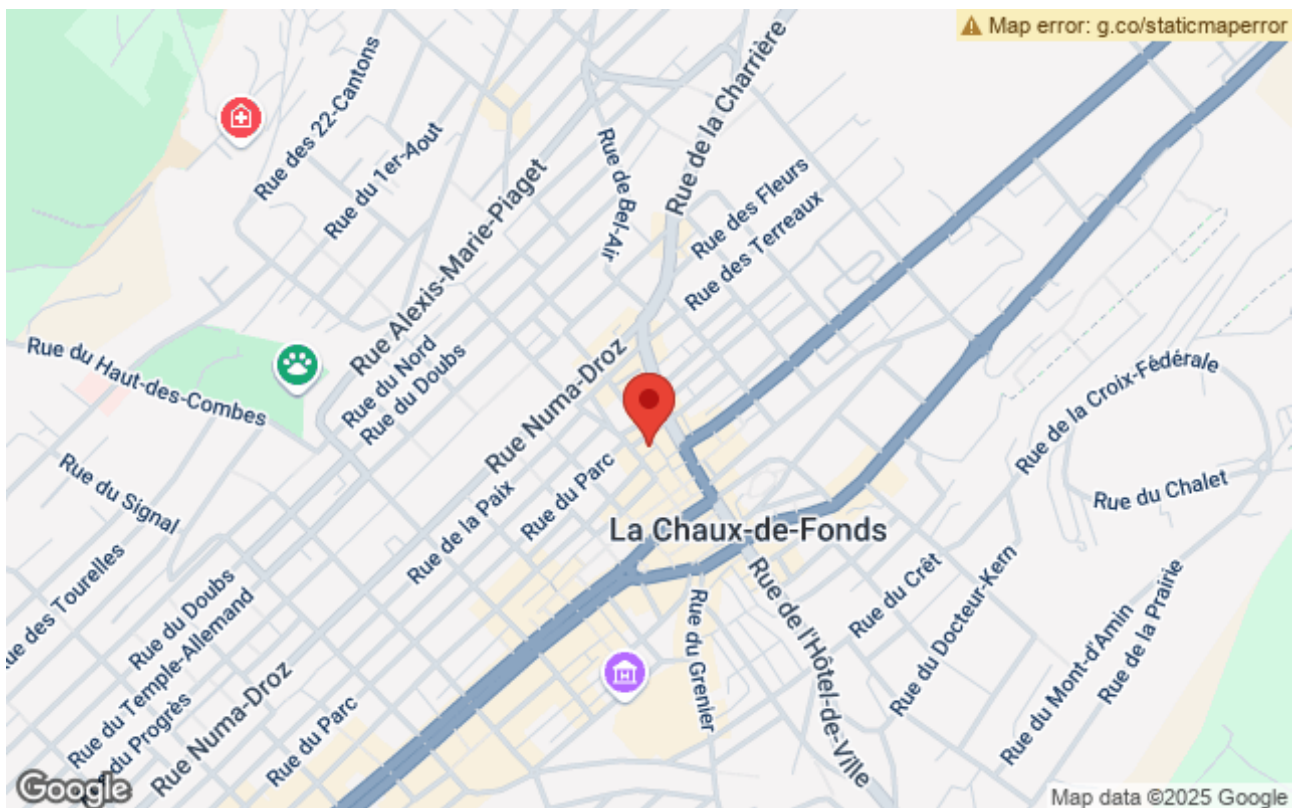 Map error: g.co/staticmaperror
Rue de la Charrière
Rue des 22-Cantons
Rue du 1er-Aout
Rue de Bel-Air
Rue des Fleurs
Rue Alexis-Marie-Piaget
Rue des Terreaux
Rue du Haut-des-Combes
Rue du Nord
Rue du Doubs
Rue Numa-Droz
Rue de la Croix-Fédérale
Rue du Signal
Rue du Parc
Rue de la Paix
Rue du Chalet
La Chaux-de-Fonds
Rue des Tourelles
Rue du Doubs
Rue du Temple-Allemand
Rue du Crêt
Rue du Docteur-Kern
Rue de l'Hôtel-de-Ville
Rue du Grenier
Rue du Mont-d'Amin
Rue de la Prairie
du Progrès
Rue Numa-Droz
Rue du Parc
Google
Map data ©2025 Google